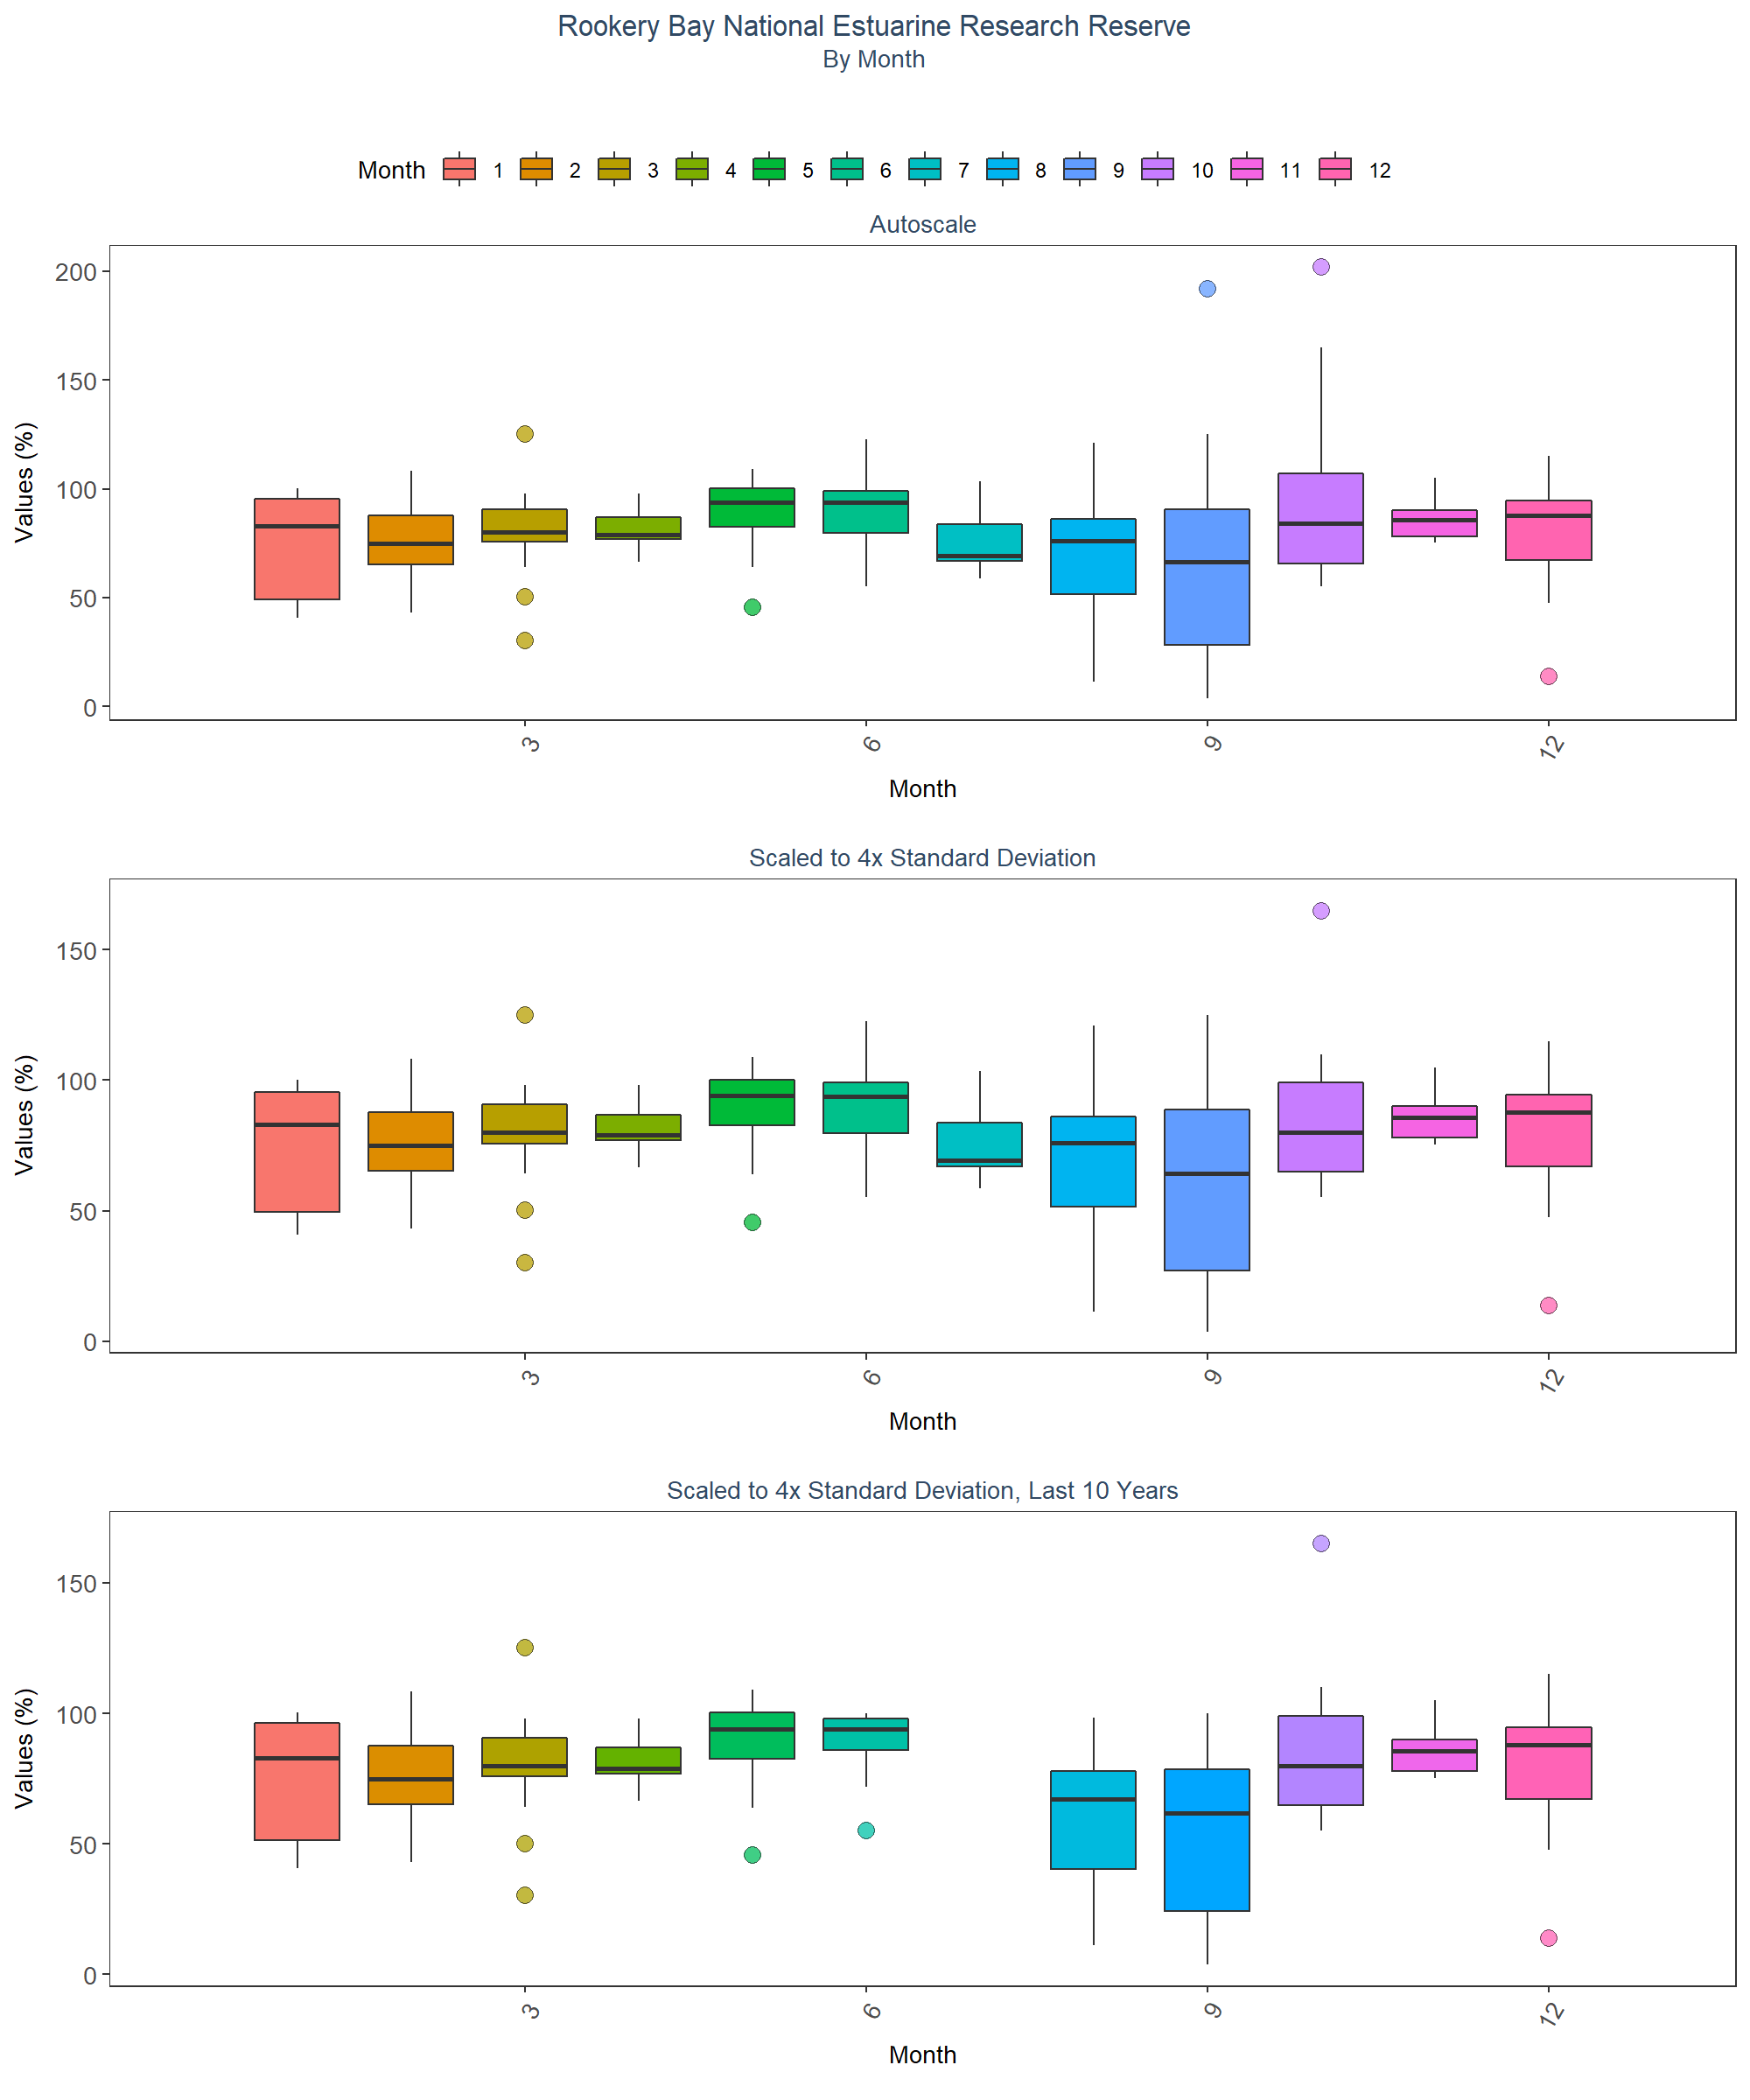 Rookery Bay National Estuarine Research Reserve
By Month
Month 1 2 3 4 5 6 7 8 9 10 11 12
Autoscale
Values (%)
200
150
100
50
0
3 6 9 12
Month
Scaled to 4x Standard Deviation
Values (%)
150
100
50
0
3 6 9 12
Month
Scaled to 4x Standard Deviation, Last 10 Years
Values (%)
150
100
50
0
3 6 9 12
Month